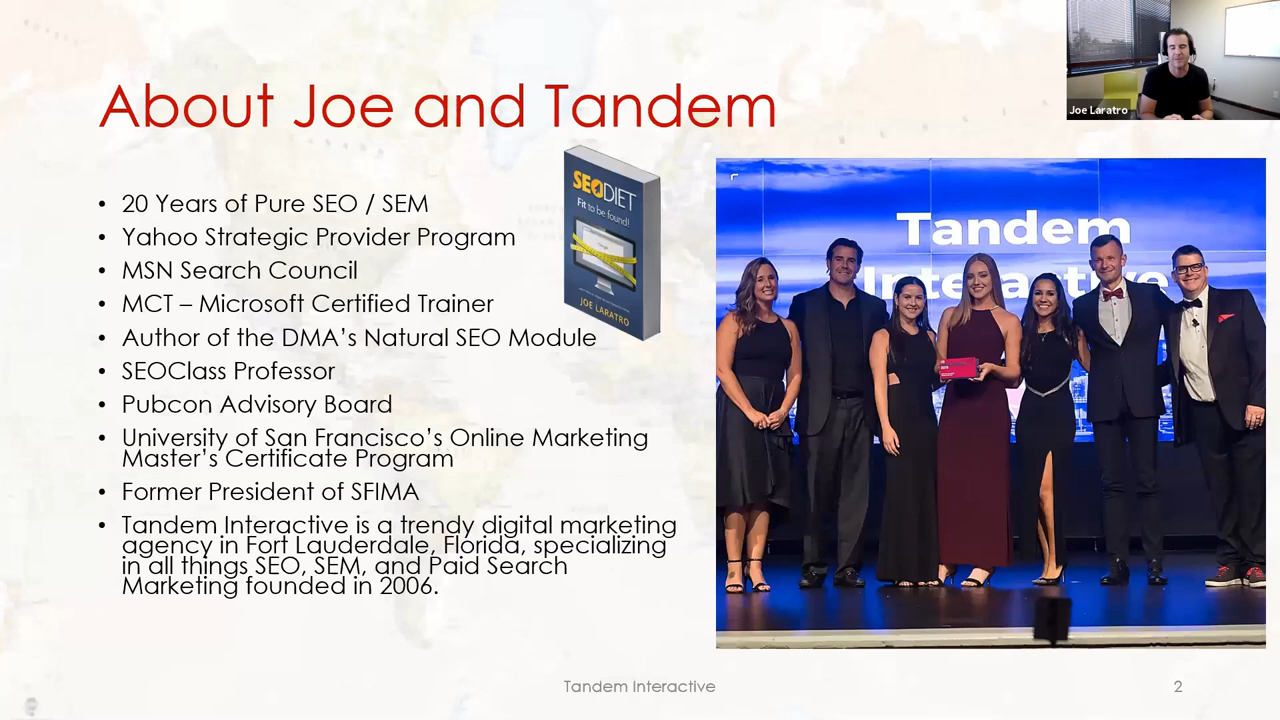 About Joe and Tandem
Joe Laratro
• 20 Years of Pure SEO / SEM
• Yahoo Strategic Provider Program
• MSN Search Council
• MCT – Microsoft Certified Trainer
• Author of the DMA’s Natural SEO Module
• SEOClass Professor
• Pubcon Advisory Board
• University of San Francisco’s Online Marketing
Master’s Certificate Program
• Former President of SFIMA
• Tandem Interactive is a trendy digital marketing
agency in Fort Lauderdale, Florida, specializing
in all things SEO, SEM, and Paid Search
Marketing founded in 2006.
SEODIET
Fit to be found!
JOE LARATRO
Tandem
Interactive
Tandem Interactive
2